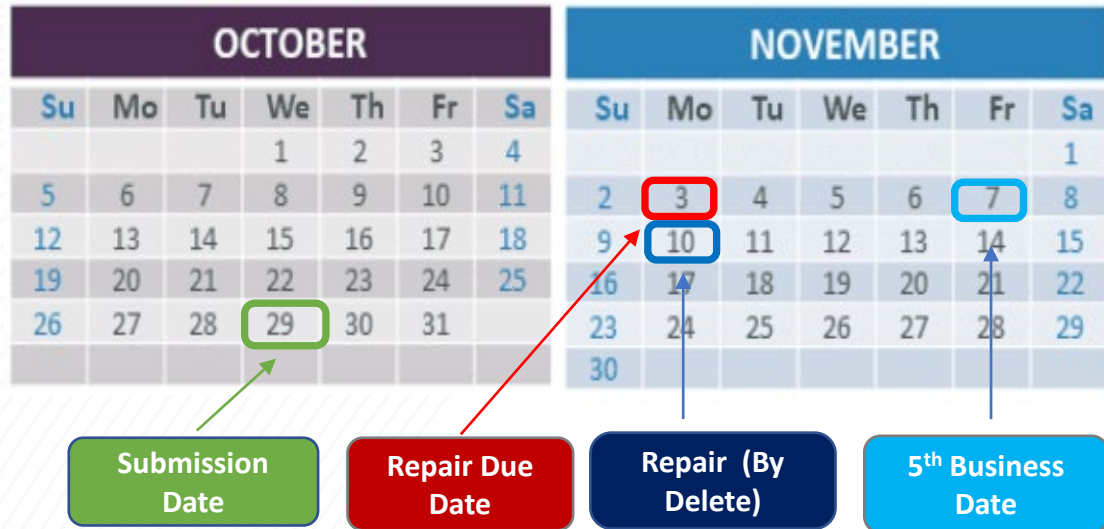 OCTOBER
Su Mo Tu We Th Fr Sa
1 2 3 4
5 6 7 8 9 10 11
12 13 14 15 16 17 18
19 20 21 22 23 24 25
26 27 28 29 30 31
NOVEMBER
Su Mo Tu We Th Fr Sa
1
2 3 4 5 6 7 8
9 10 11 12 13 14 15
16 17 18 19 20 21 22
23 24 25 26 27 28 29
30
Submission
Date
Repair Due
Date
Repair (By
Delete)
5th Business
Date